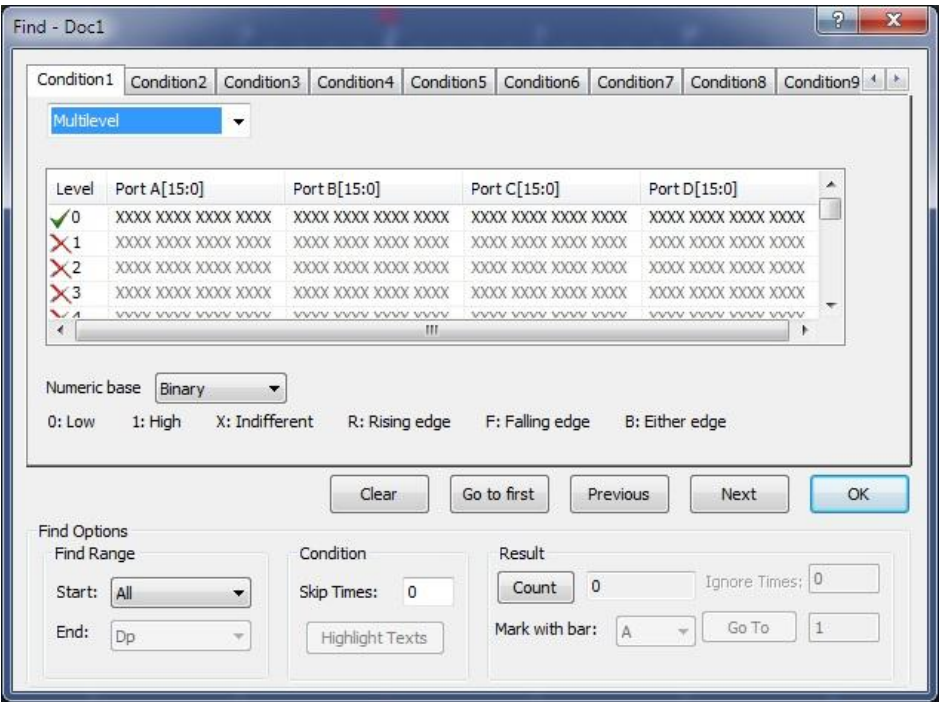 Find - Doc1
Condition1 Condition2 Condition3 Condition4 Condition5 Condition6 Condition7 Condition8 Condition9
Multilevel
Level Port A[15:0] Port B[15:0] Port C[15:0] Port D[15:0]
0 XXXX XXXX XXXX XXXX XXXX XXXX XXXX XXXX XXXX XXXX XXXX XXXX XXXX XXXX XXXX XXXX
1 XXXX XXXX XXXX XXXX XXXX XXXX XXXX XXXX XXXX XXXX XXXX XXXX XXXX XXXX XXXX XXXX
2 XXXX XXXX XXXX XXXX XXXX XXXX XXXX XXXX XXXX XXXX XXXX XXXX XXXX XXXX XXXX XXXX
3 XXXX XXXX XXXX XXXX XXXX XXXX XXXX XXXX XXXX XXXX XXXX XXXX XXXX XXXX XXXX XXXX
Numeric base Binary
0: Low 1: High X: Indifferent R: Rising edge F: Falling edge B: Either edge
Clear Go to first Previous Next OK
Find Options
Find Range Condition Result
Start: All Skip Times: 0 Count 0 Ignore Times: 0
End: Dp Highlight Texts Mark with bar: A Go To 1